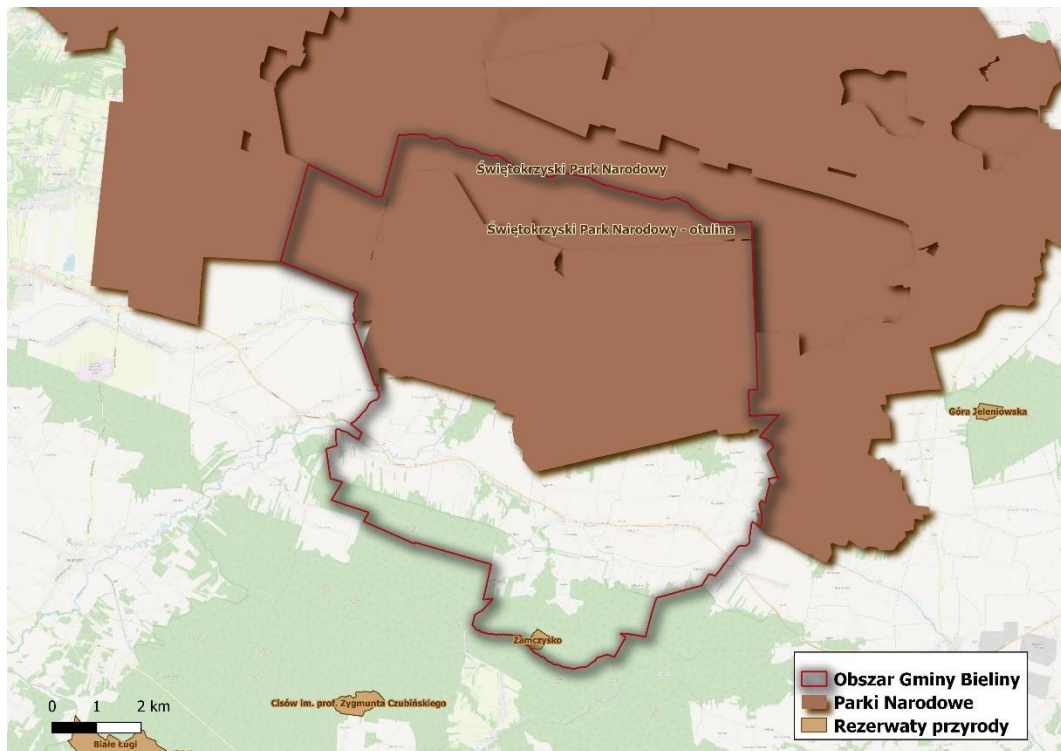 Świętokrzyski Park Narodowy
Świętokrzyski Park Narodowy - otulina
Góra Jeleniowska
Zamczysko
Cisów im. prof. Zygmunta Czubińskiego
Białe Ługi
0 1 2 km
Obszar Gminy Bieliny
Parki Narodowe
Rezerwaty przyrody